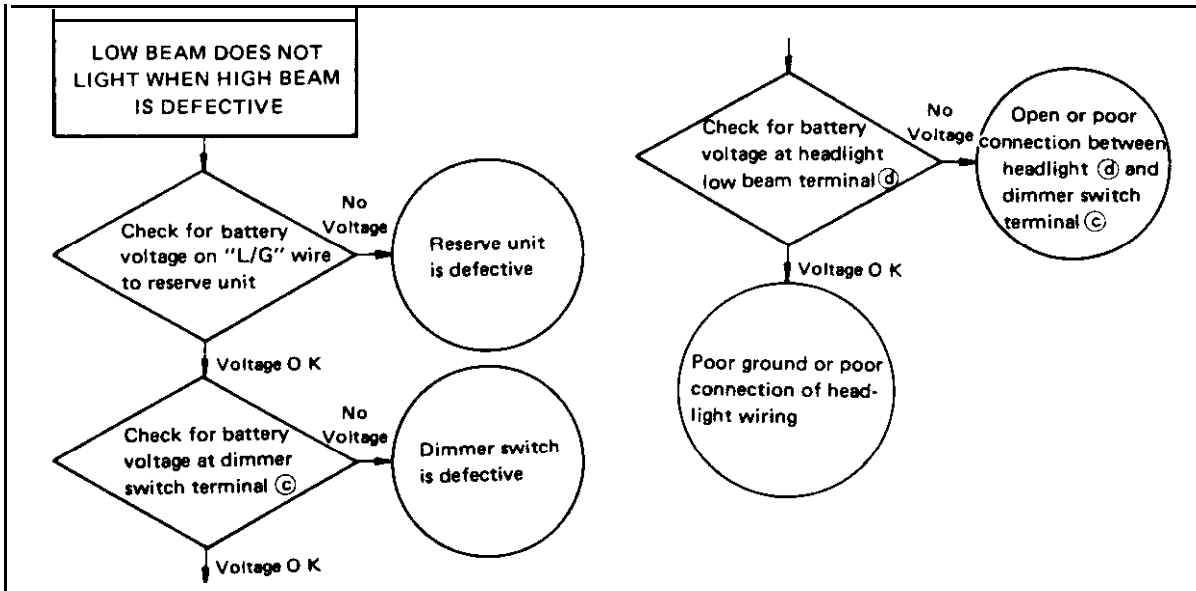 LOW BEAM DOES NOT
LIGHT WHEN HIGH BEAM
IS DEFECTIVE
Check for battery
voltage on "L/G" wire
to reserve unit
No
Voltage
Reserve unit
is defective
Voltage O K
Check for battery
voltage at dimmer
switch terminal ⓒ
No
Voltage
Dimmer switch
is defective
Voltage O K
Check for battery
voltage at headlight
low beam terminal ⓓ
No
Voltage
Open or poor
connection between
headlight ⓓ and
dimmer switch
terminal ⓒ
Voltage O K
Poor ground or poor
connection of head-
light wiring